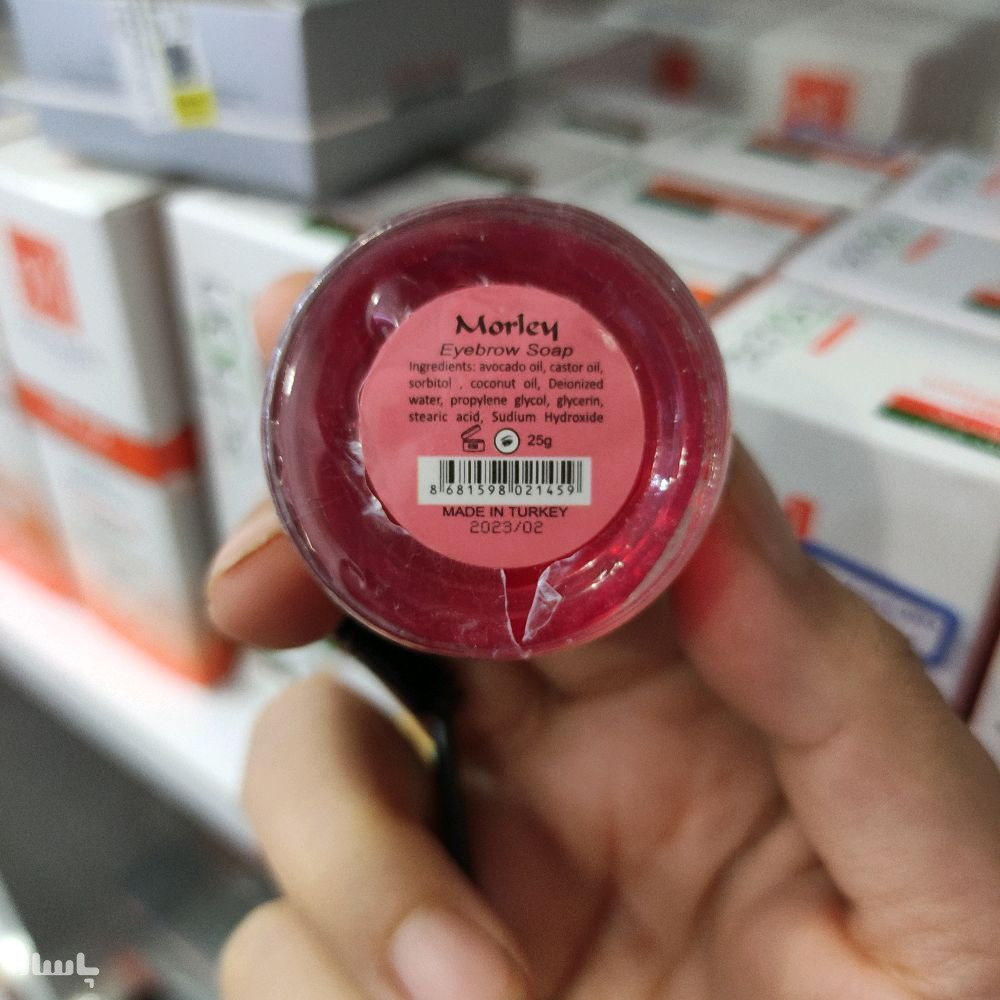 Morley
Eyebrow Soap
Ingredients: avocado oil, castor oil,
sorbitol , coconut oil, Deionized
water, propylene glycol, glycerin,
stearic acid, Sudium Hydroxide
25g
8 681598 021459
MADE IN TURKEY
2023/02
باسلام